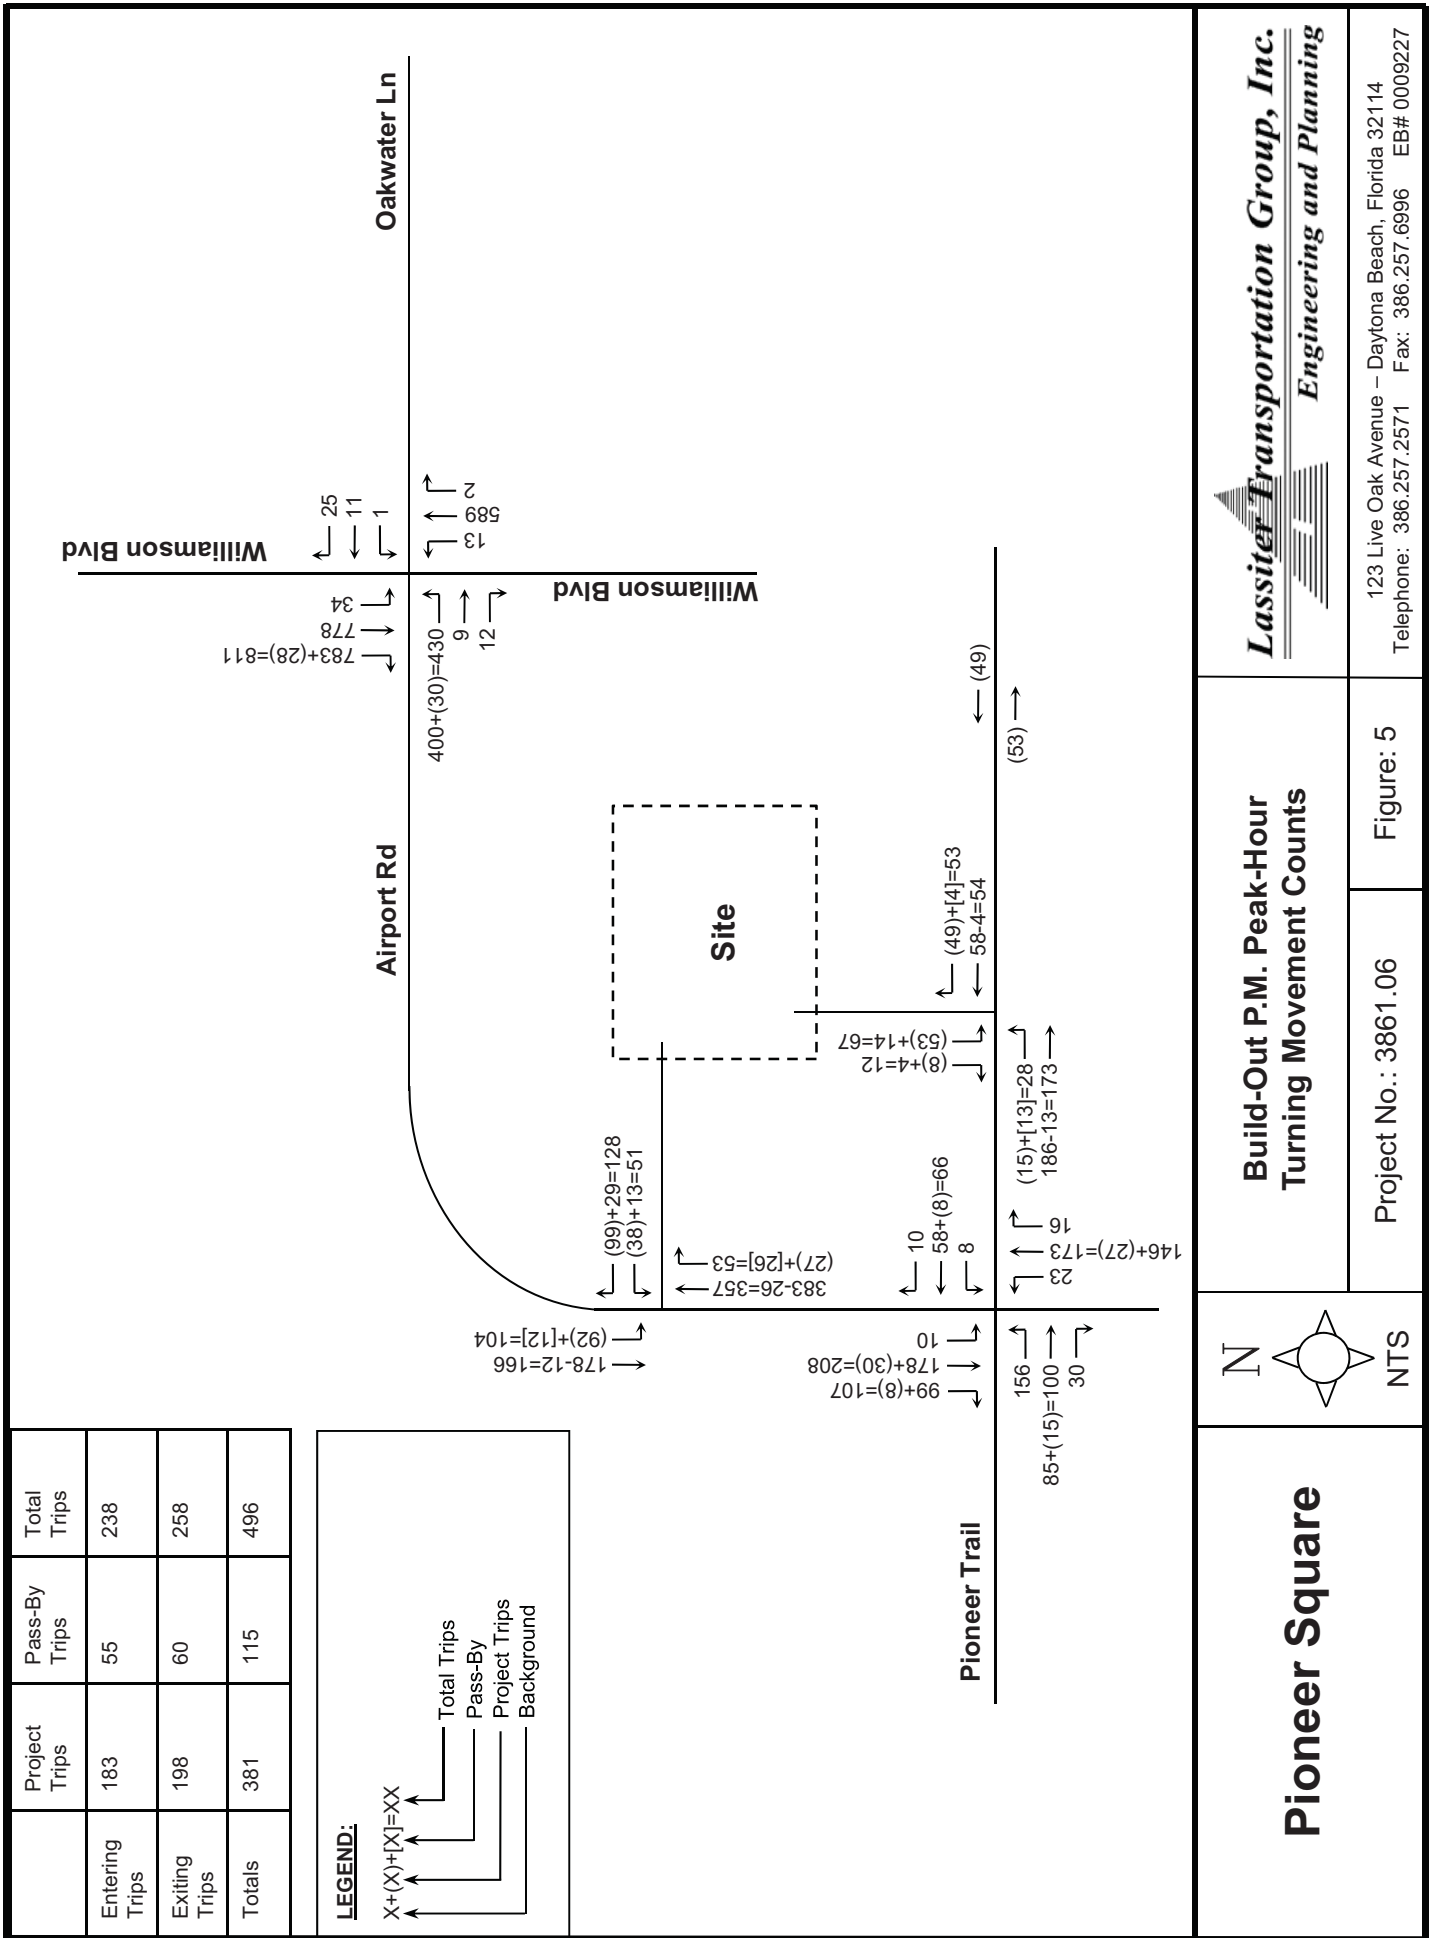 Project Trips
Pass-By Trips
Total Trips
Entering Trips
183
55
238
Exiting Trips
198
60
258
Totals
381
115
496
LEGEND:
X+(X)+[X]=XX
Total Trips
Pass-By
Project Trips
Background
Williamson Blvd
Williamson Blvd
Airport Rd
Oakwater Ln
Pioneer Trail
Site
783+(28)=811
778
34
25
11
1
400+(30)=430
9
12
13
589
2
(92)+[12]=104
178-12=166
(99)+29=128
(38)+13=51
383-26=357
(27)+[26]=53
99+(8)=107
178+(30)=208
10
10
58+(8)=66
8
156
85+(15)=100
30
23
146+(27)=173
16
(8)+4=12
(53)+14=67
(49)+[4]=53
58-4=54
(15)+[13]=28
186-13=173
(49)
(53)
Pioneer Square
N
NTS
Build-Out P.M. Peak-Hour
Turning Movement Counts
Project No.: 3861.06
Figure: 5
Lassiter Transportation Group, Inc.
Engineering and Planning
123 Live Oak Avenue – Daytona Beach, Florida 32114
Telephone: 386.257.2571 Fax: 386.257.6996 EB# 0009227